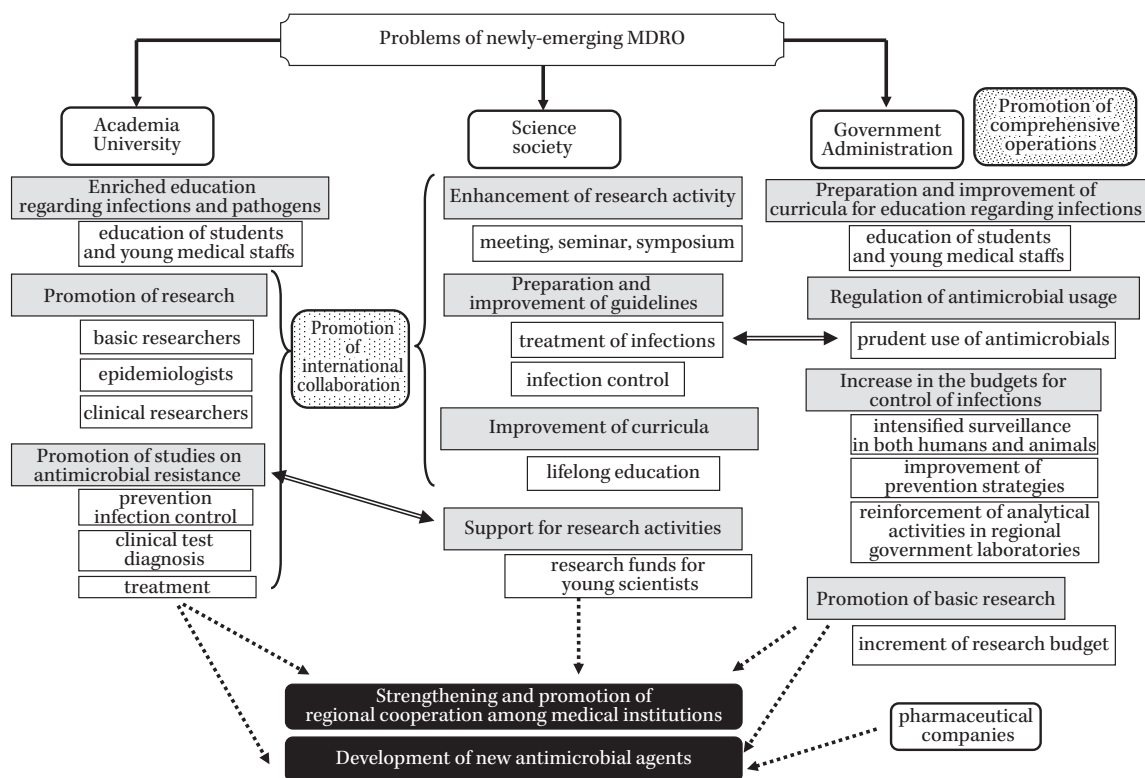 Problems of newly-emerging MDRO
Academia
University
Science
society
Government
Administration
Promotion of
comprehensive
operations
Enriched education
regarding infections and pathogens
education of students
and young medical staffs
Promotion of research
basic researchers
epidemiologists
clinical researchers
Promotion of studies on
antimicrobial resistance
prevention
infection control
clinical test
diagnosis
treatment
Promotion
of
international
collaboration
Enhancement of research activity
meeting, seminar, symposium
Preparation and
improvement of guidelines
treatment of infections
infection control
Improvement of curricula
lifelong education
Support for research activities
research funds for
young scientists
Preparation and improvement of
curricula for education regarding infections
education of students
and young medical staffs
Regulation of antimicrobial usage
prudent use of antimicrobials
Increase in the budgets for
control of infections
intensified surveillance
in both humans and animals
improvement of
prevention strategies
reinforcement of analytical
activities in regional
government laboratories
Promotion of basic research
increment of research budget
Strengthening and promotion of
regional cooperation among medical institutions
Development of new antimicrobial agents
pharmaceutical
companies